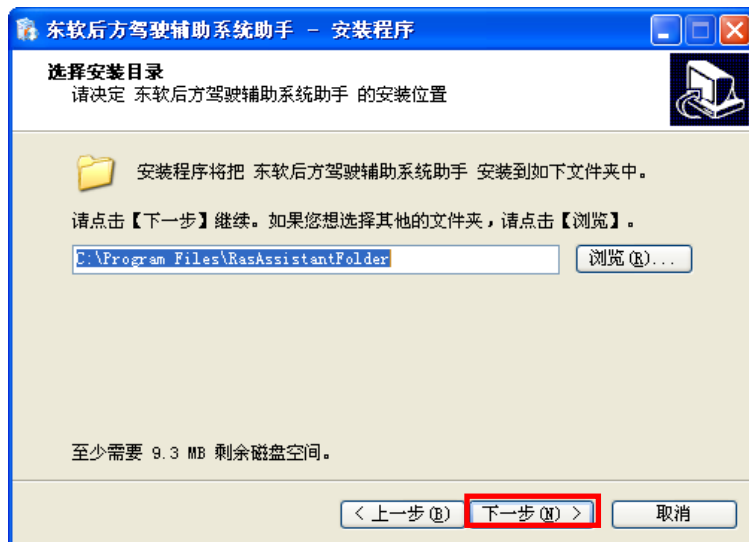 东软后方驾驶辅助系统助手 - 安装程序
选择安装目录
请决定 东软后方驾驶辅助系统助手 的安装位置
安装程序将把 东软后方驾驶辅助系统助手 安装到如下文件夹中。
请点击【下一步】继续。如果您想选择其他的文件夹，请点击【浏览】。
C:\Program Files\RasAssistantFolder
浏览(R)...
至少需要 9.3 MB 剩余磁盘空间。
< 上一步(B) 下一步(N) > 取消